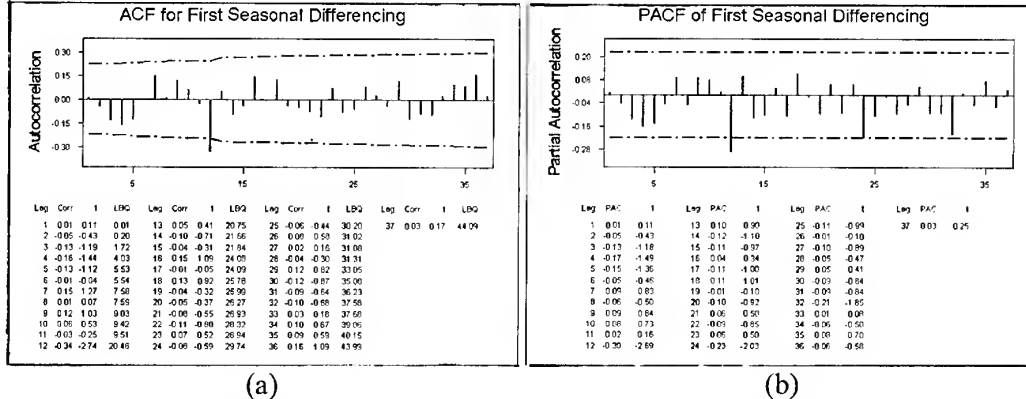 ACF for First Seasonal Differencing
Autocorrelation
0.30
0.15
0.00
-0.15
-0.30
5
15
25
35
Lag Corr t LBQ Lag Corr t LBQ Lag Corr t LBQ Lag Corr t LBQ
1 0.01 0.11 0.01 13 0.05 0.41 20.75 25 -0.06 -0.44 30.20 37 0.03 0.17 44.09
2 -0.05 -0.43 0.20 14 -0.10 -0.71 21.66 26 0.08 0.58 31.02
3 -0.13 -1.19 1.72 15 -0.04 -0.31 21.84 27 0.02 0.16 31.08
4 -0.16 -1.44 4.03 16 0.15 1.09 24.08 28 -0.04 -0.30 31.31
5 -0.13 -1.12 5.53 17 -0.01 -0.05 24.09 29 0.12 0.82 33.05
6 -0.01 -0.04 5.54 18 0.13 0.92 25.78 30 -0.12 -0.87 35.08
7 0.15 1.27 7.58 19 -0.04 -0.32 25.99 31 -0.09 -0.64 36.23
8 0.01 0.07 7.59 20 -0.05 -0.37 26.27 32 -0.10 -0.68 37.58
9 0.12 1.03 9.03 21 -0.08 -0.55 26.93 33 0.03 0.18 37.68
10 0.06 0.53 9.42 22 -0.11 -0.80 28.32 34 0.10 0.67 39.06
11 -0.03 -0.25 9.51 23 0.07 0.52 28.94 35 0.09 0.59 40.15
12 -0.34 -2.74 20.46 24 -0.08 -0.59 29.74 36 0.16 1.09 43.99
(a)
PACF of First Seasonal Differencing
Partial Autocorrelation
0.20
-0.04
-0.15
-0.28
5
15
25
35
Lag PAC t Lag PAC t Lag PAC t Lag PAC t
1 0.01 0.11 13 0.10 0.90 25 -0.11 -0.99 37 0.03 0.25
2 -0.05 -0.43 14 -0.12 -1.10 26 -0.01 -0.10
3 -0.13 -1.18 15 -0.11 -0.97 27 -0.10 -0.89
4 -0.17 -1.49 16 0.04 0.34 28 -0.05 -0.47
5 -0.15 -1.36 17 -0.11 -1.00 29 0.05 0.41
6 -0.05 -0.46 18 0.11 1.01 30 -0.09 -0.84
7 0.09 0.83 19 -0.01 -0.10 31 -0.09 -0.84
8 -0.06 -0.50 20 -0.10 -0.92 32 -0.21 -1.85
9 0.09 0.84 21 0.06 0.50 33 0.01 0.08
10 0.08 0.73 22 -0.09 -0.85 34 -0.06 -0.50
11 0.02 0.16 23 0.06 0.50 35 0.08 0.70
12 -0.30 -2.69 24 -0.23 -2.03 36 -0.06 -0.58
(b)